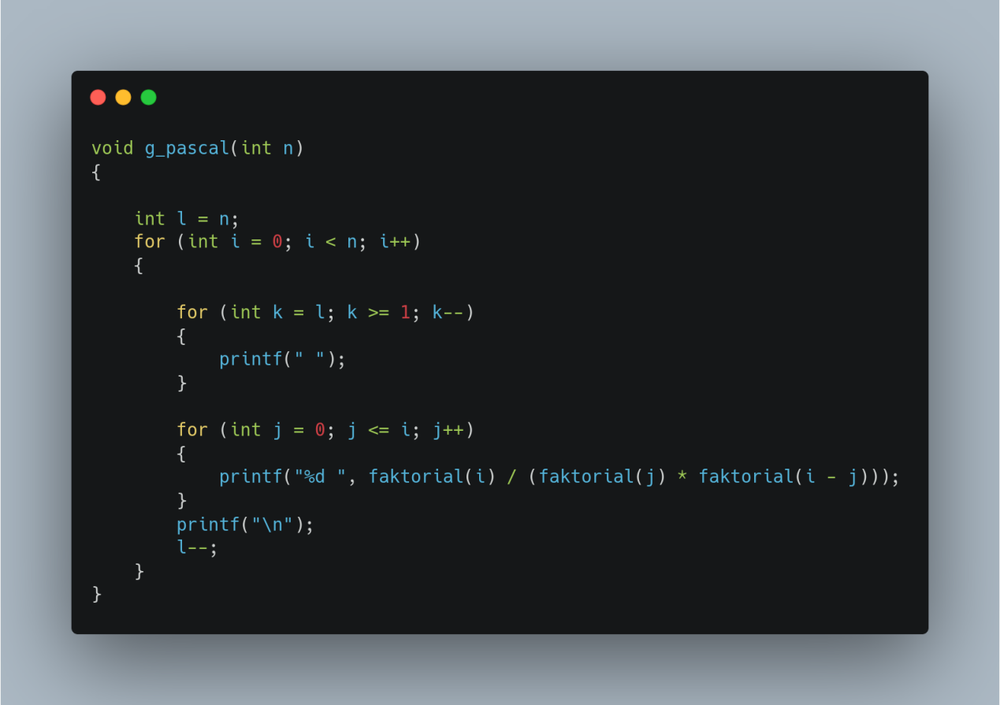 void g_pascal(int n)
{
    int l = n;
    for (int i = 0; i < n; i++)
    {
        for (int k = l; k >= 1; k--)
        {
            printf(" ");
        }
        for (int j = 0; j <= i; j++)
        {
            printf("%d ", faktorial(i) / (faktorial(j) * faktorial(i - j)));
        }
        printf("\n");
        l--;
    }
}